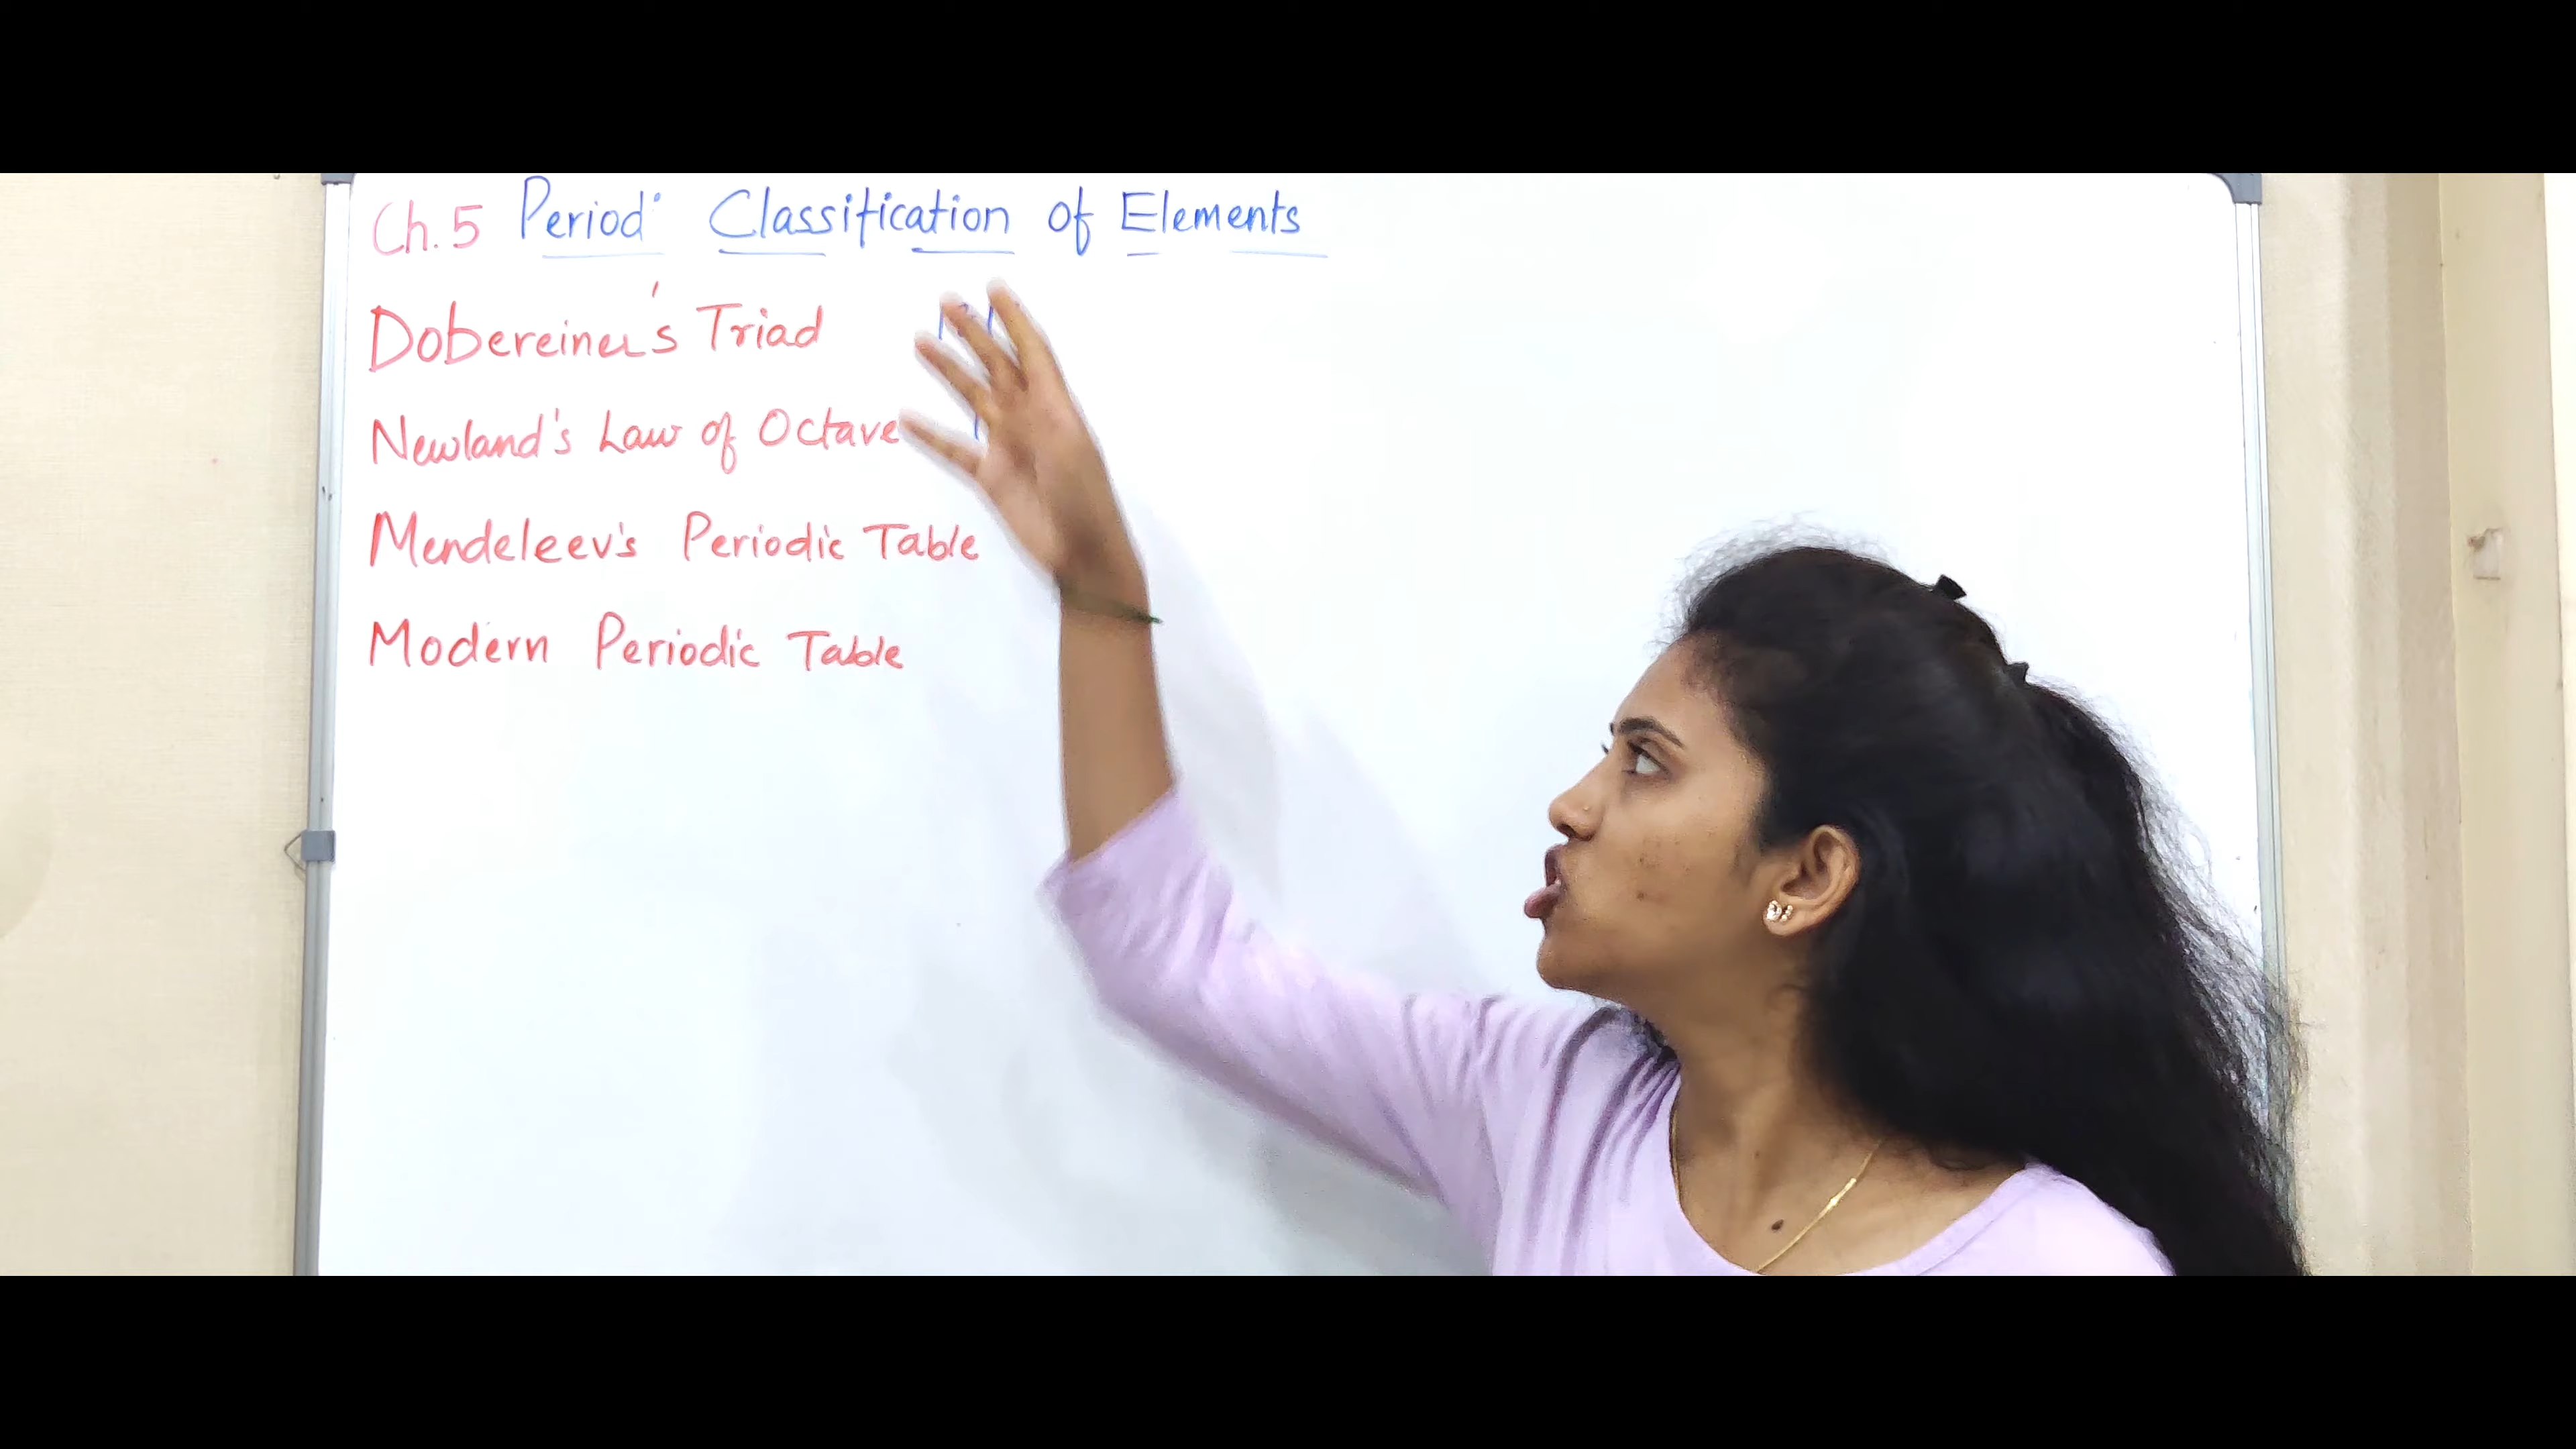 Ch.5 Period Classification of Elements
Dobereiner's Triad
Newland's Law of Octave
Mendeleev's Periodic Table
Modern Periodic Table